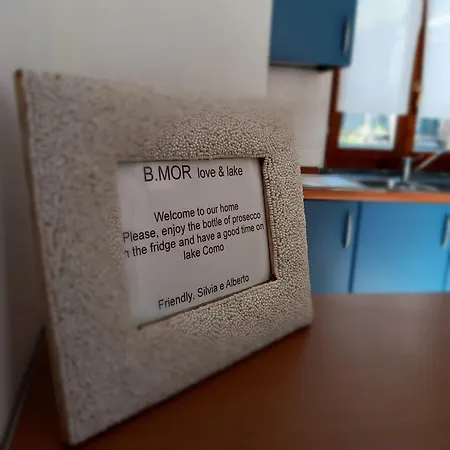 B.MOR love & lake
Welcome to our home
Please, enjoy the bottle of prosecco
n the fridge and have a good time on
lake Como
Friendly, Silvia e Alberto